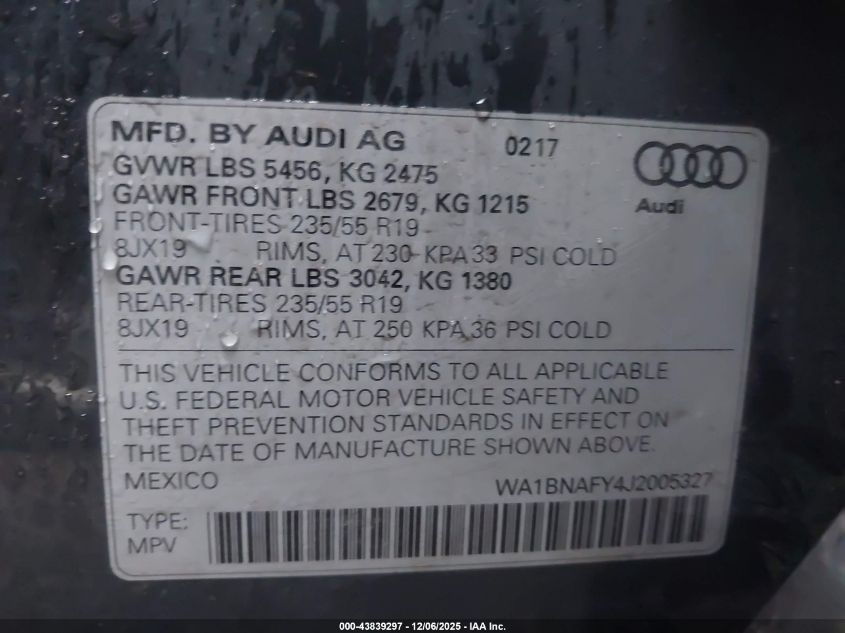 MFD. BY AUDI AG 0217
GVWR LBS 5456, KG 2475
GAWR FRONT LBS 2679, KG 1215
Audi
FRONT-TIRES 235/55 R19
8JX19 RIMS, AT 230 KPA 33 PSI COLD
GAWR REAR LBS 3042, KG 1380
REAR-TIRES 235/55 R19
8JX19 RIMS, AT 250 KPA 36 PSI COLD
THIS VEHICLE CONFORMS TO ALL APPLICABLE
U.S. FEDERAL MOTOR VEHICLE SAFETY AND
THEFT PREVENTION STANDARDS IN EFFECT ON
THE DATE OF MANUFACTURE SHOWN ABOVE.
MEXICO WA1BNAFY4J2005327
TYPE:
MPV
000-43839297 - 12/06/2025 - IAA Inc.